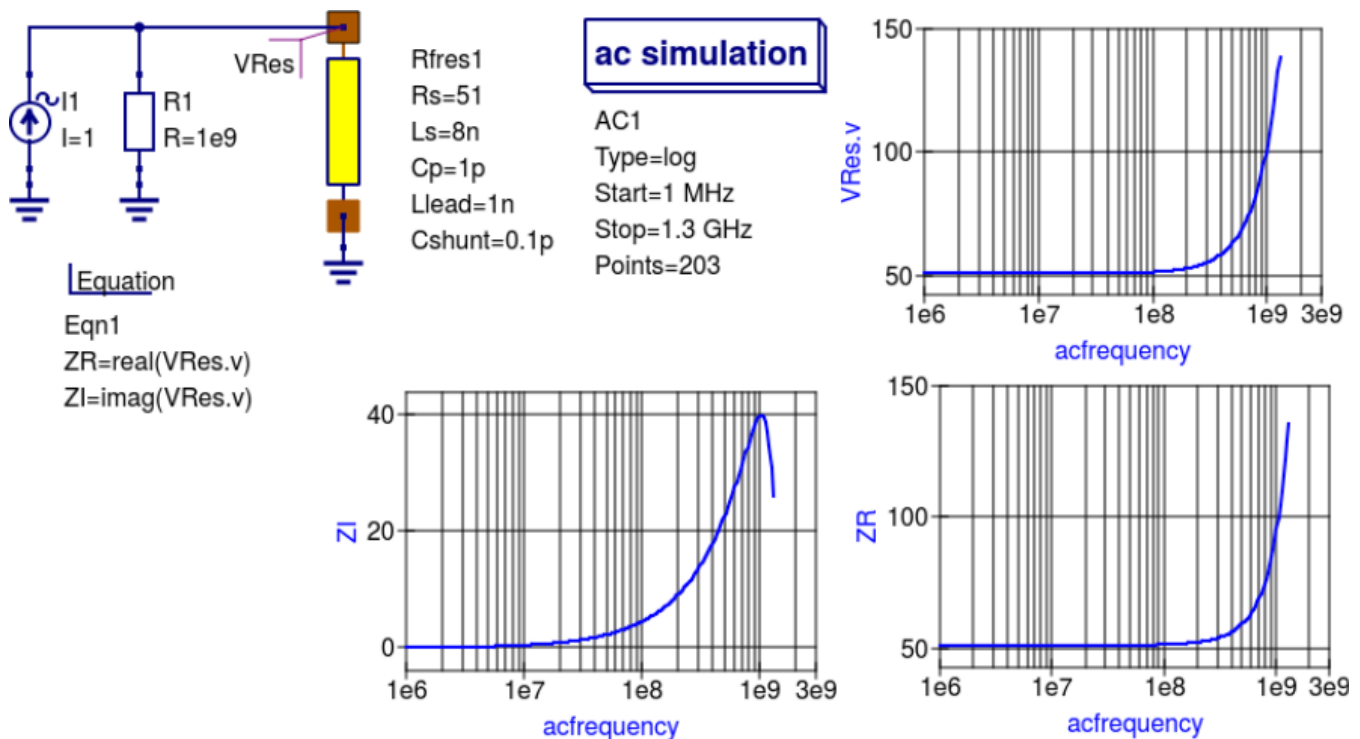 VRes
I1
I=1
R1
R=1e9
Rfres1
Rs=51
Ls=8n
Cp=1p
Llead=1n
Cshunt=0.1p
ac simulation
AC1
Type=log
Start=1 MHz
Stop=1.3 GHz
Points=203
Equation
Eqn1
ZR=real(VRes.v)
ZI=imag(VRes.v)
150
100
50
VRes.v
1e6 1e7 1e8 1e9 3e9
acfrequency
40
20
0
ZI
1e6 1e7 1e8 1e9 3e9
acfrequency
150
100
50
ZR
1e6 1e7 1e8 1e9 3e9
acfrequency